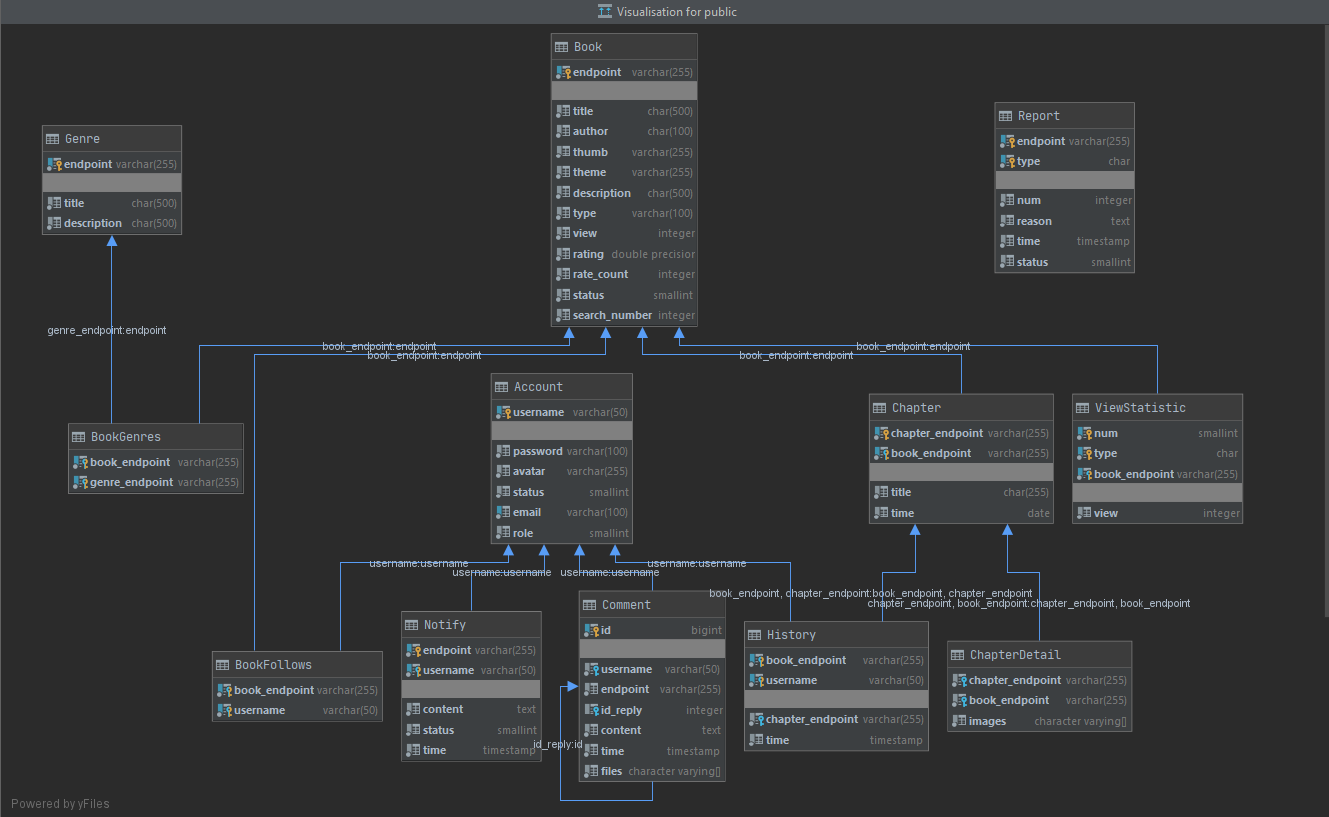 Visualisation for public
Book
endpoint varchar(255)
title char(500)
author char(100)
thumb varchar(255)
theme varchar(255)
description char(500)
type varchar(100)
view integer
rating double precisior
rate_count integer
status smallint
search_number integer
Genre
endpoint varchar(255)
title char(500)
description char(500)
Report
endpoint varchar(255)
type char
num integer
reason text
time timestamp
status smallint
genre_endpoint:endpoint
book_endpoint:endpoint
book_endpoint:endpoint
book_endpoint:endpoint
book_endpoint:endpoint
Account
username varchar(50)
password varchar(100)
avatar varchar(255)
status smallint
email varchar(100)
role smallint
Chapter
chapter_endpoint varchar(255)
book_endpoint varchar(255)
title char(255)
time date
ViewStatistic
num smallint
type char
book_endpoint varchar(255)
view integer
BookGenres
book_endpoint varchar(255)
genre_endpoint varchar(255)
username:username
username:username
username:username
username:username
book_endpoint, chapter_endpoint:book_endpoint, chapter_endpoint
chapter_endpoint, book_endpoint:chapter_endpoint, book_endpoint
BookFollows
book_endpoint varchar(255)
username varchar(50)
Notify
endpoint varchar(255)
username varchar(50)
content text
status smallint
time timestamp
Comment
id bigint
username varchar(50)
endpoint varchar(255)
id_reply integer
content text
time timestamp
files character varying[]
id_reply:id
History
book_endpoint varchar(255)
username varchar(50)
chapter_endpoint varchar(255)
time timestamp
ChapterDetail
chapter_endpoint varchar(255)
book_endpoint varchar(255)
images character varying[]
Powered by yFiles